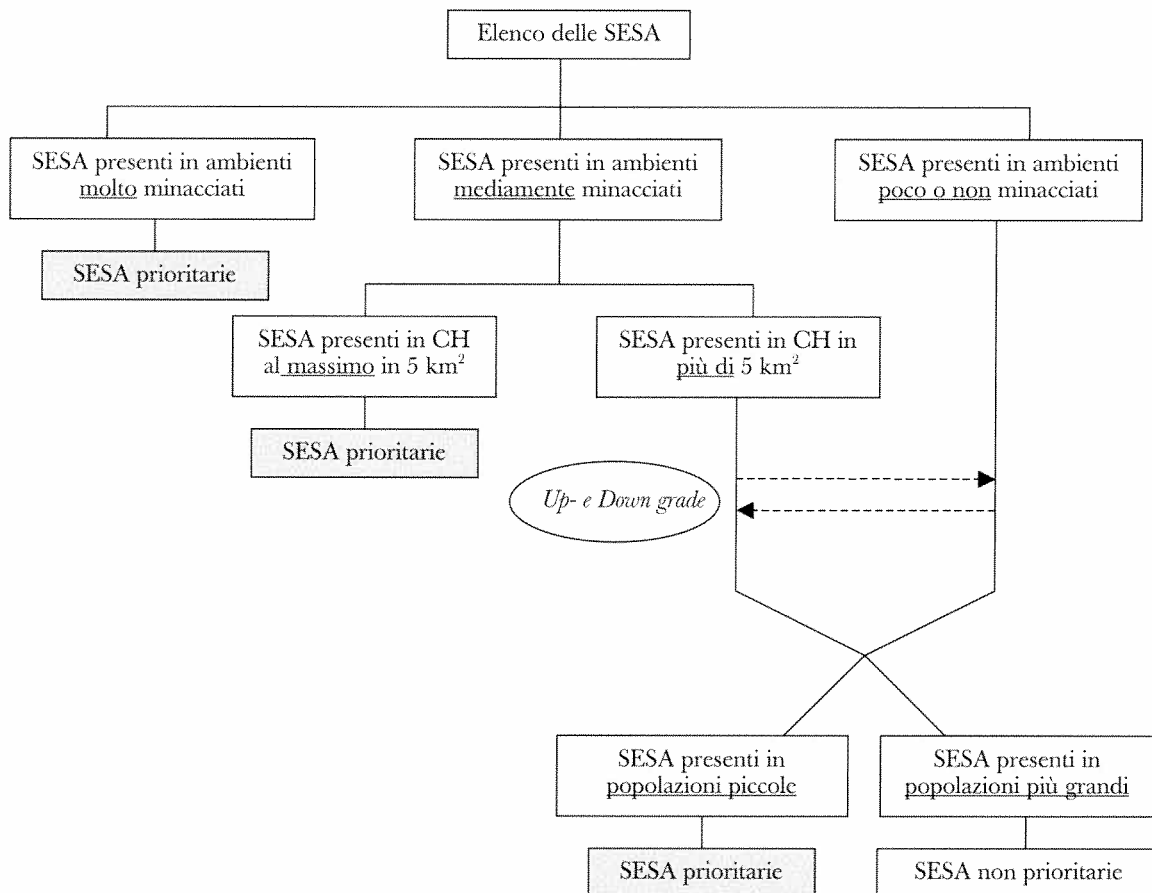 Elenco delle SESA
SESA presenti in ambienti
molto minacciati
SESA presenti in ambienti
mediamente minacciati
SESA presenti in ambienti
poco o non minacciati
SESA prioritarie
SESA presenti in CH
al massimo in 5 km²
SESA presenti in CH in
più di 5 km²
SESA prioritarie
Up- e Down grade
SESA presenti in
popolazioni piccole
SESA presenti in
popolazioni più grandi
SESA prioritarie
SESA non prioritarie